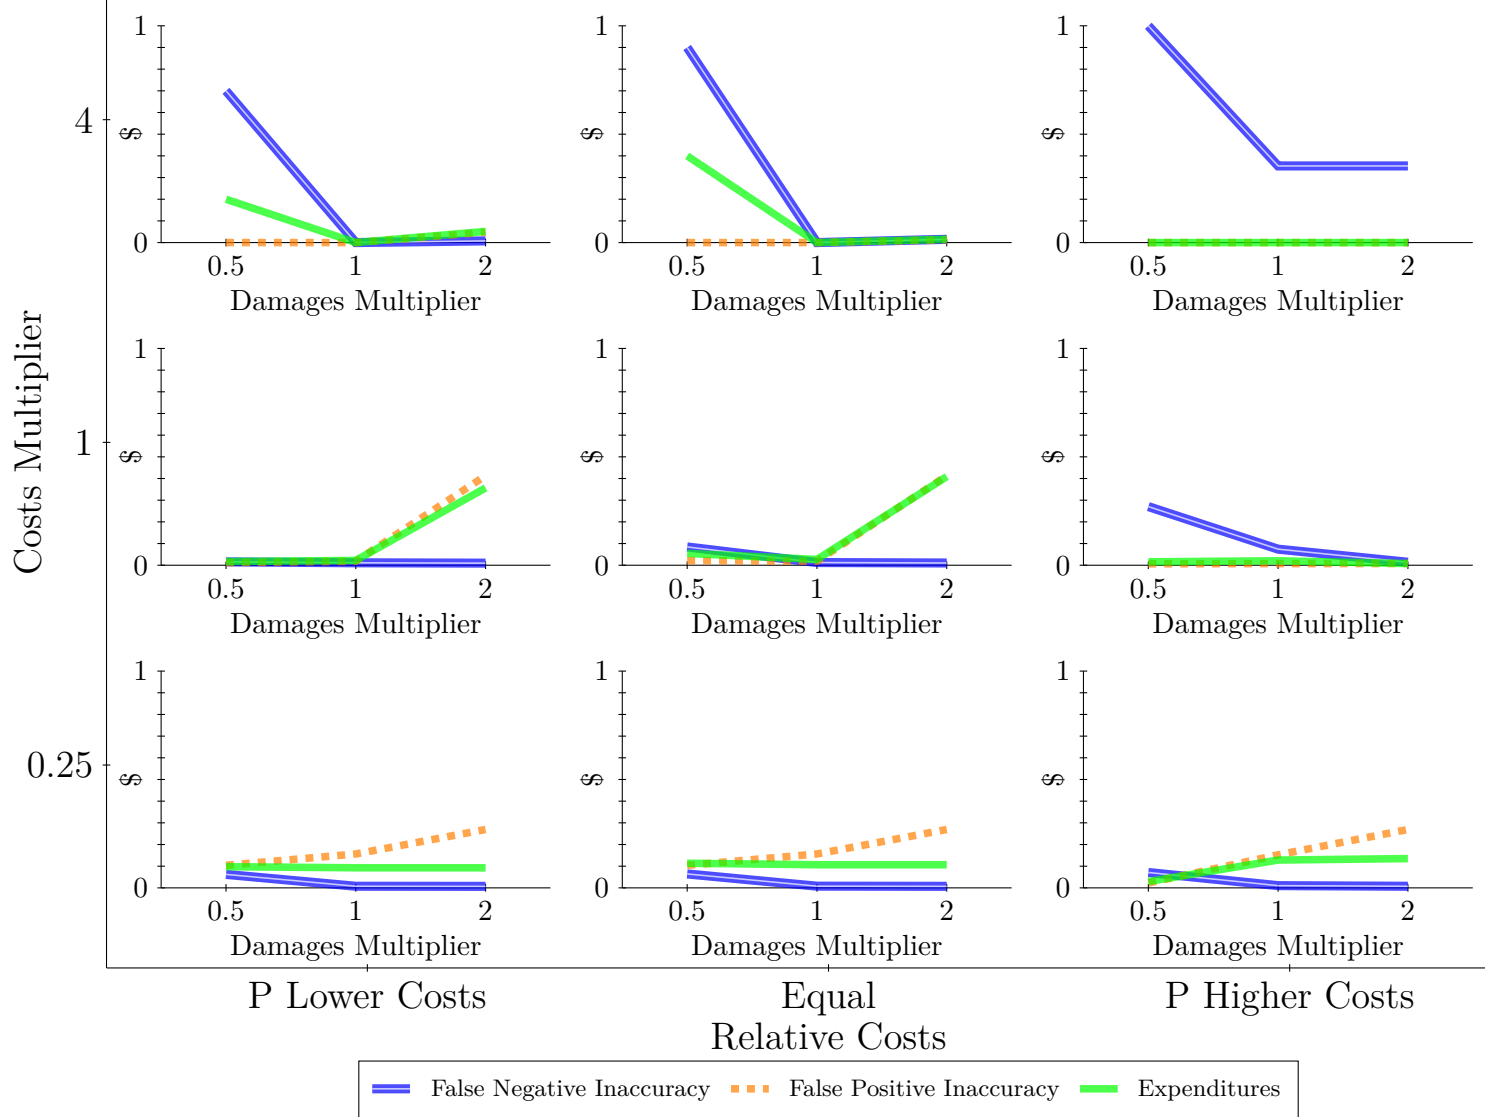 Costs Multiplier
4
1
0.25
1
$
0
0.5 1 2
Damages Multiplier
1
$
0
0.5 1 2
Damages Multiplier
1
$
0
0.5 1 2
Damages Multiplier
1
$
0
0.5 1 2
Damages Multiplier
1
$
0
0.5 1 2
Damages Multiplier
1
$
0
0.5 1 2
Damages Multiplier
1
$
0
0.5 1 2
Damages Multiplier
1
$
0
0.5 1 2
Damages Multiplier
1
$
0
0.5 1 2
Damages Multiplier
P Lower Costs Equal P Higher Costs
Relative Costs
False Negative Inaccuracy False Positive Inaccuracy Expenditures